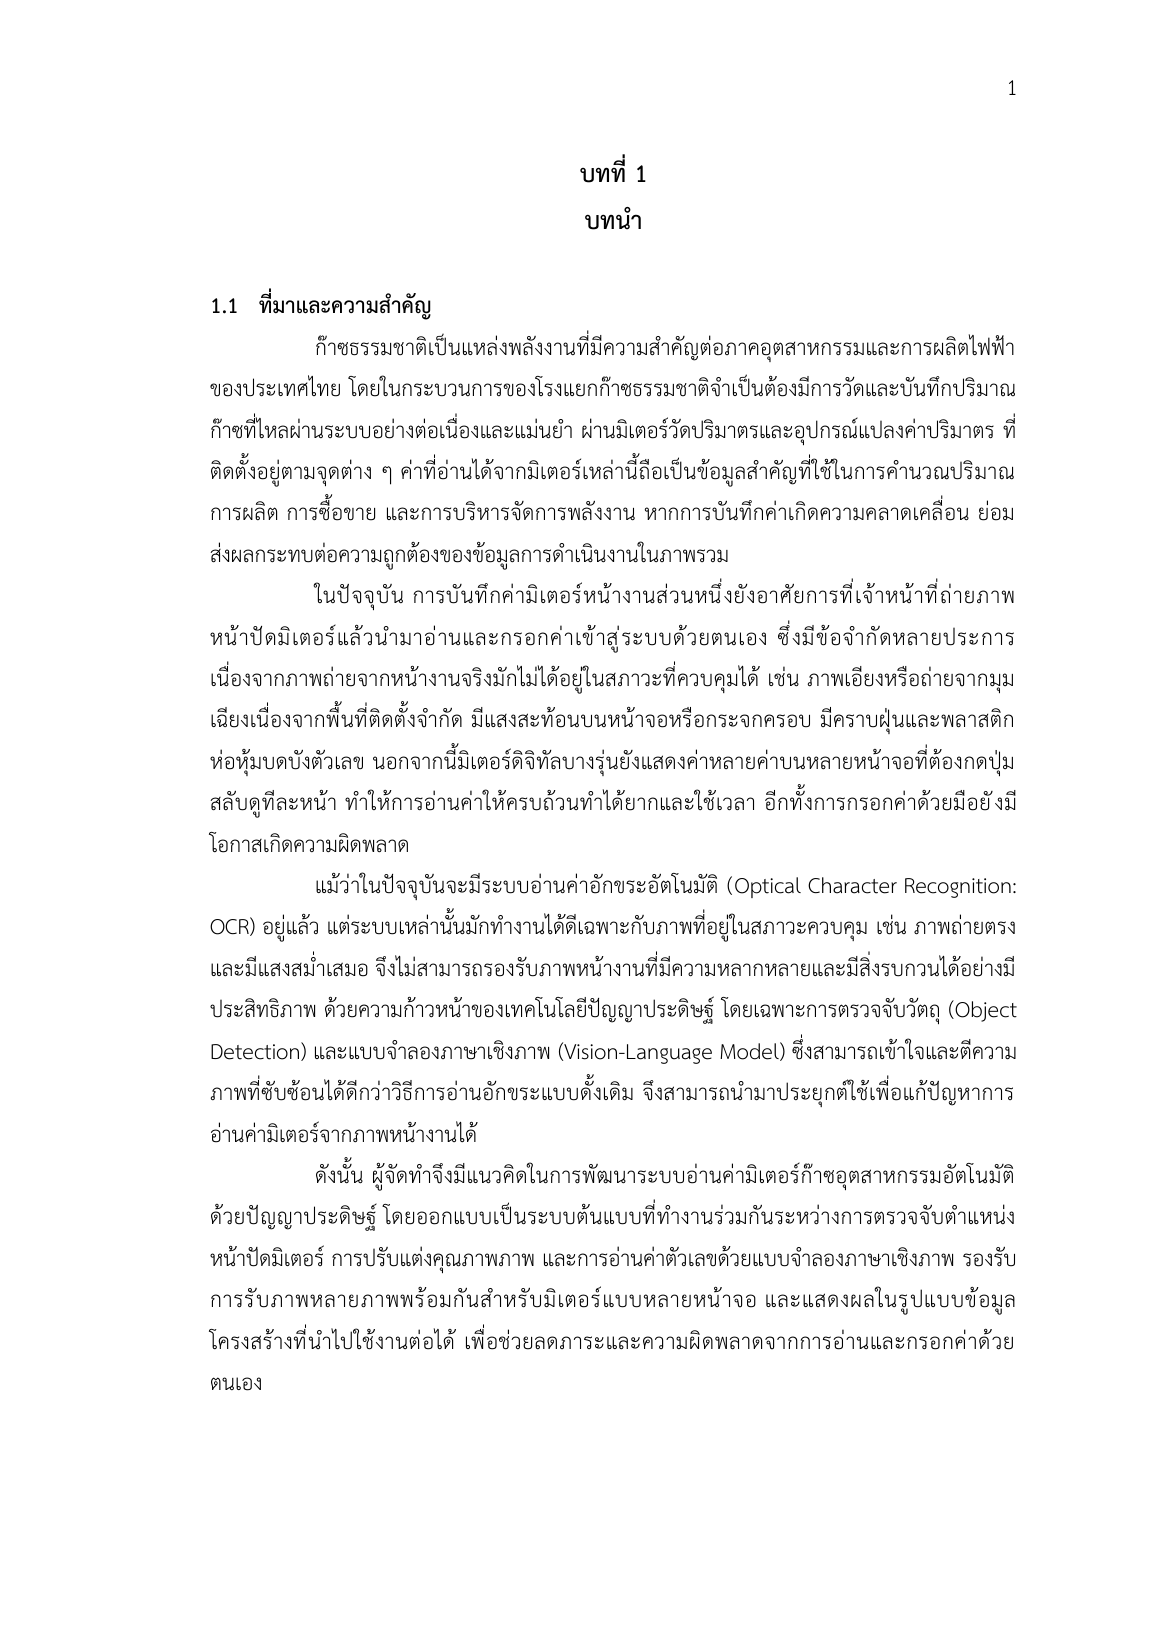 1
บทที่ 1
บทนำ
1.1 ที่มาและความสำคัญ
ก๊าซธรรมชาติเป็นแหล่งพลังงานที่มีความสำคัญต่อภาคอุตสาหกรรมและการผลิตไฟฟ้า
ของประเทศไทย โดยในกระบวนการของโรงแยกก๊าซธรรมชาติจำเป็นต้องมีการวัดและบันทึกปริมาณ
ก๊าซที่ไหลผ่านระบบอย่างต่อเนื่องและแม่นยำ ผ่านมิเตอร์วัดปริมาตรและอุปกรณ์แปลงค่าปริมาตร ที่
ติดตั้งอยู่ตามจุดต่าง ๆ ค่าที่อ่านได้จากมิเตอร์เหล่านี้ถือเป็นข้อมูลสำคัญที่ใช้ในการคำนวณปริมาณ
การผลิต การซื้อขาย และการบริหารจัดการพลังงาน หากการบันทึกค่าเกิดความคลาดเคลื่อน ย่อม
ส่งผลกระทบต่อความถูกต้องของข้อมูลการดำเนินงานในภาพรวม
ในปัจจุบัน การบันทึกค่ามิเตอร์หน้างานส่วนหนึ่งยังอาศัยการที่เจ้าหน้าที่ถ่ายภาพ
หน้าปัดมิเตอร์แล้วนำมาอ่านและกรอกค่าเข้าสู่ระบบด้วยตนเอง ซึ่งมีข้อจำกัดหลายประการ
เนื่องจากภาพถ่ายจากหน้างานจริงมักไม่ได้อยู่ในสภาวะที่ควบคุมได้ เช่น ภาพเอียงหรือถ่ายจากมุม
เฉียงเนื่องจากพื้นที่ติดตั้งจำกัด มีแสงสะท้อนบนหน้าจอหรือกระจกครอบ มีคราบฝุ่นและพลาสติก
ห่อหุ้มบดบังตัวเลข นอกจากนี้มิเตอร์ดิจิทัลบางรุ่นยังแสดงค่าหลายค่าบนหลายหน้าจอที่ต้องกดปุ่ม
สลับดูทีละหน้า ทำให้การอ่านค่าให้ครบถ้วนทำได้ยากและใช้เวลา อีกทั้งการกรอกค่าด้วยมือยังมี
โอกาสเกิดความผิดพลาด
แม้ว่าในปัจจุบันจะมีระบบอ่านค่าอักขระอัตโนมัติ (Optical Character Recognition:
OCR) อยู่แล้ว แต่ระบบเหล่านั้นมักทำงานได้ดีเฉพาะกับภาพที่อยู่ในสภาวะควบคุม เช่น ภาพถ่ายตรง
และมีแสงสม่ำเสมอ จึงไม่สามารถรองรับภาพหน้างานที่มีความหลากหลายและมีสิ่งรบกวนได้อย่างมี
ประสิทธิภาพ ด้วยความก้าวหน้าของเทคโนโลยีปัญญาประดิษฐ์ โดยเฉพาะการตรวจจับวัตถุ (Object
Detection) และแบบจำลองภาษาเชิงภาพ (Vision-Language Model) ซึ่งสามารถเข้าใจและตีความ
ภาพที่ซับซ้อนได้ดีกว่าวิธีการอ่านอักขระแบบดั้งเดิม จึงสามารถนำมาประยุกต์ใช้เพื่อแก้ปัญหาการ
อ่านค่ามิเตอร์จากภาพหน้างานได้
ดังนั้น ผู้จัดทำจึงมีแนวคิดในการพัฒนาระบบอ่านค่ามิเตอร์ก๊าซอุตสาหกรรมอัตโนมัติ
ด้วยปัญญาประดิษฐ์ โดยออกแบบเป็นระบบต้นแบบที่ทำงานร่วมกันระหว่างการตรวจจับตำแหน่ง
หน้าปัดมิเตอร์ การปรับแต่งคุณภาพภาพ และการอ่านค่าตัวเลขด้วยแบบจำลองภาษาเชิงภาพ รองรับ
การรับภาพหลายภาพพร้อมกันสำหรับมิเตอร์แบบหลายหน้าจอ และแสดงผลในรูปแบบข้อมูล
โครงสร้างที่นำไปใช้งานต่อได้ เพื่อช่วยลดภาระและความผิดพลาดจากการอ่านและกรอกค่าด้วย
ตนเอง